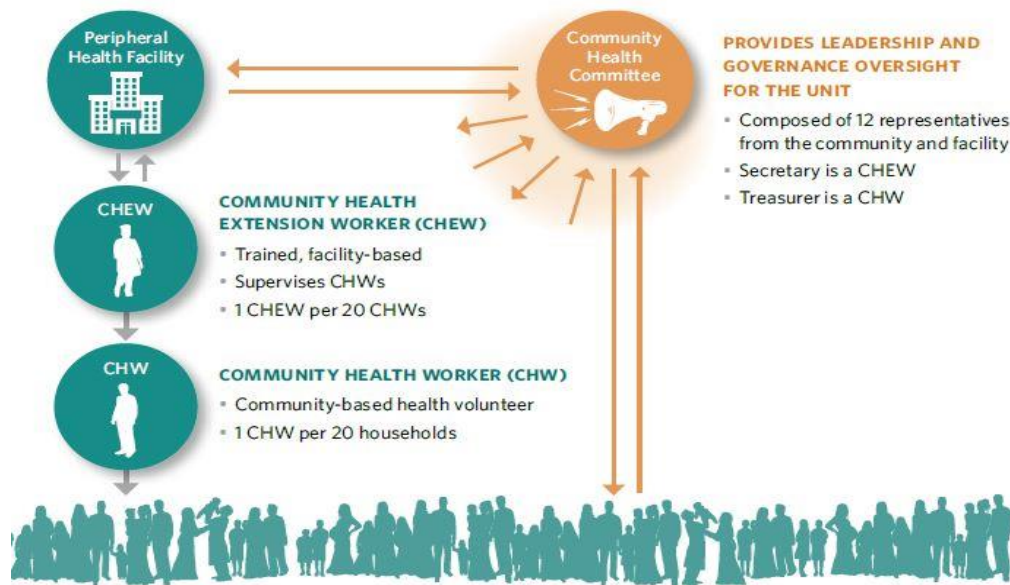 Peripheral
Health Facility
Community
Health
Committee
PROVIDES LEADERSHIP AND
GOVERNANCE OVERSIGHT
FOR THE UNIT
• Composed of 12 representatives
from the community and facility
• Secretary is a CHEW
• Treasurer is a CHW
CHEW
COMMUNITY HEALTH
EXTENSION WORKER (CHEW)
• Trained, facility-based
• Supervises CHWs
• 1 CHEW per 20 CHWs
CHW
COMMUNITY HEALTH WORKER (CHW)
• Community-based health volunteer
• 1 CHW per 20 households